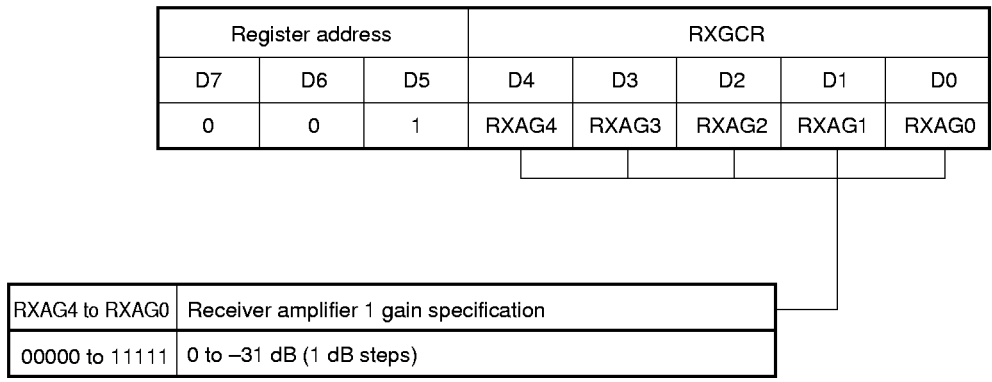 Register address RXGCR
D7 D6 D5 D4 D3 D2 D1 D0
0 0 1 RXAG4 RXAG3 RXAG2 RXAG1 RXAG0
RXAG4 to RXAG0 Receiver amplifier 1 gain specification
00000 to 11111 0 to –31 dB (1 dB steps)